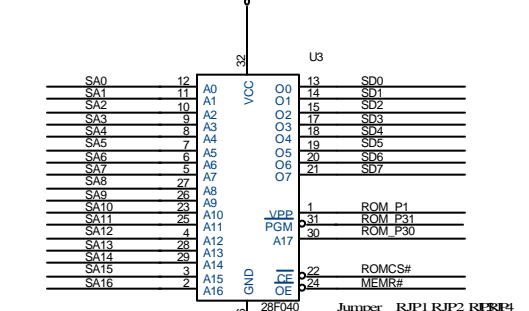 32
U3
SA0 12 A0 VCC O0 13 SD0
SA1 11 A1 O1 14 SD1
SA2 10 A2 O2 15 SD2
SA3 9 A3 O3 17 SD3
SA4 8 A4 O4 18 SD4
SA5 7 A5 O5 19 SD5
SA6 6 A6 O6 20 SD6
SA7 5 A7 O7 21 SD7
SA8 27 A8
SA9 26 A9
SA10 23 A10 VPP 1 ROM_P1
SA11 25 A11 PGM 31 ROM_P31
SA12 4 A12 A17 30 ROM_P30
SA13 28 A13
SA14 29 A14
SA15 3 A15 GND CE 22 ROMCS#
SA16 2 A16 OE 24 MEMR#
28F040
Jumper RJP1 RJP2